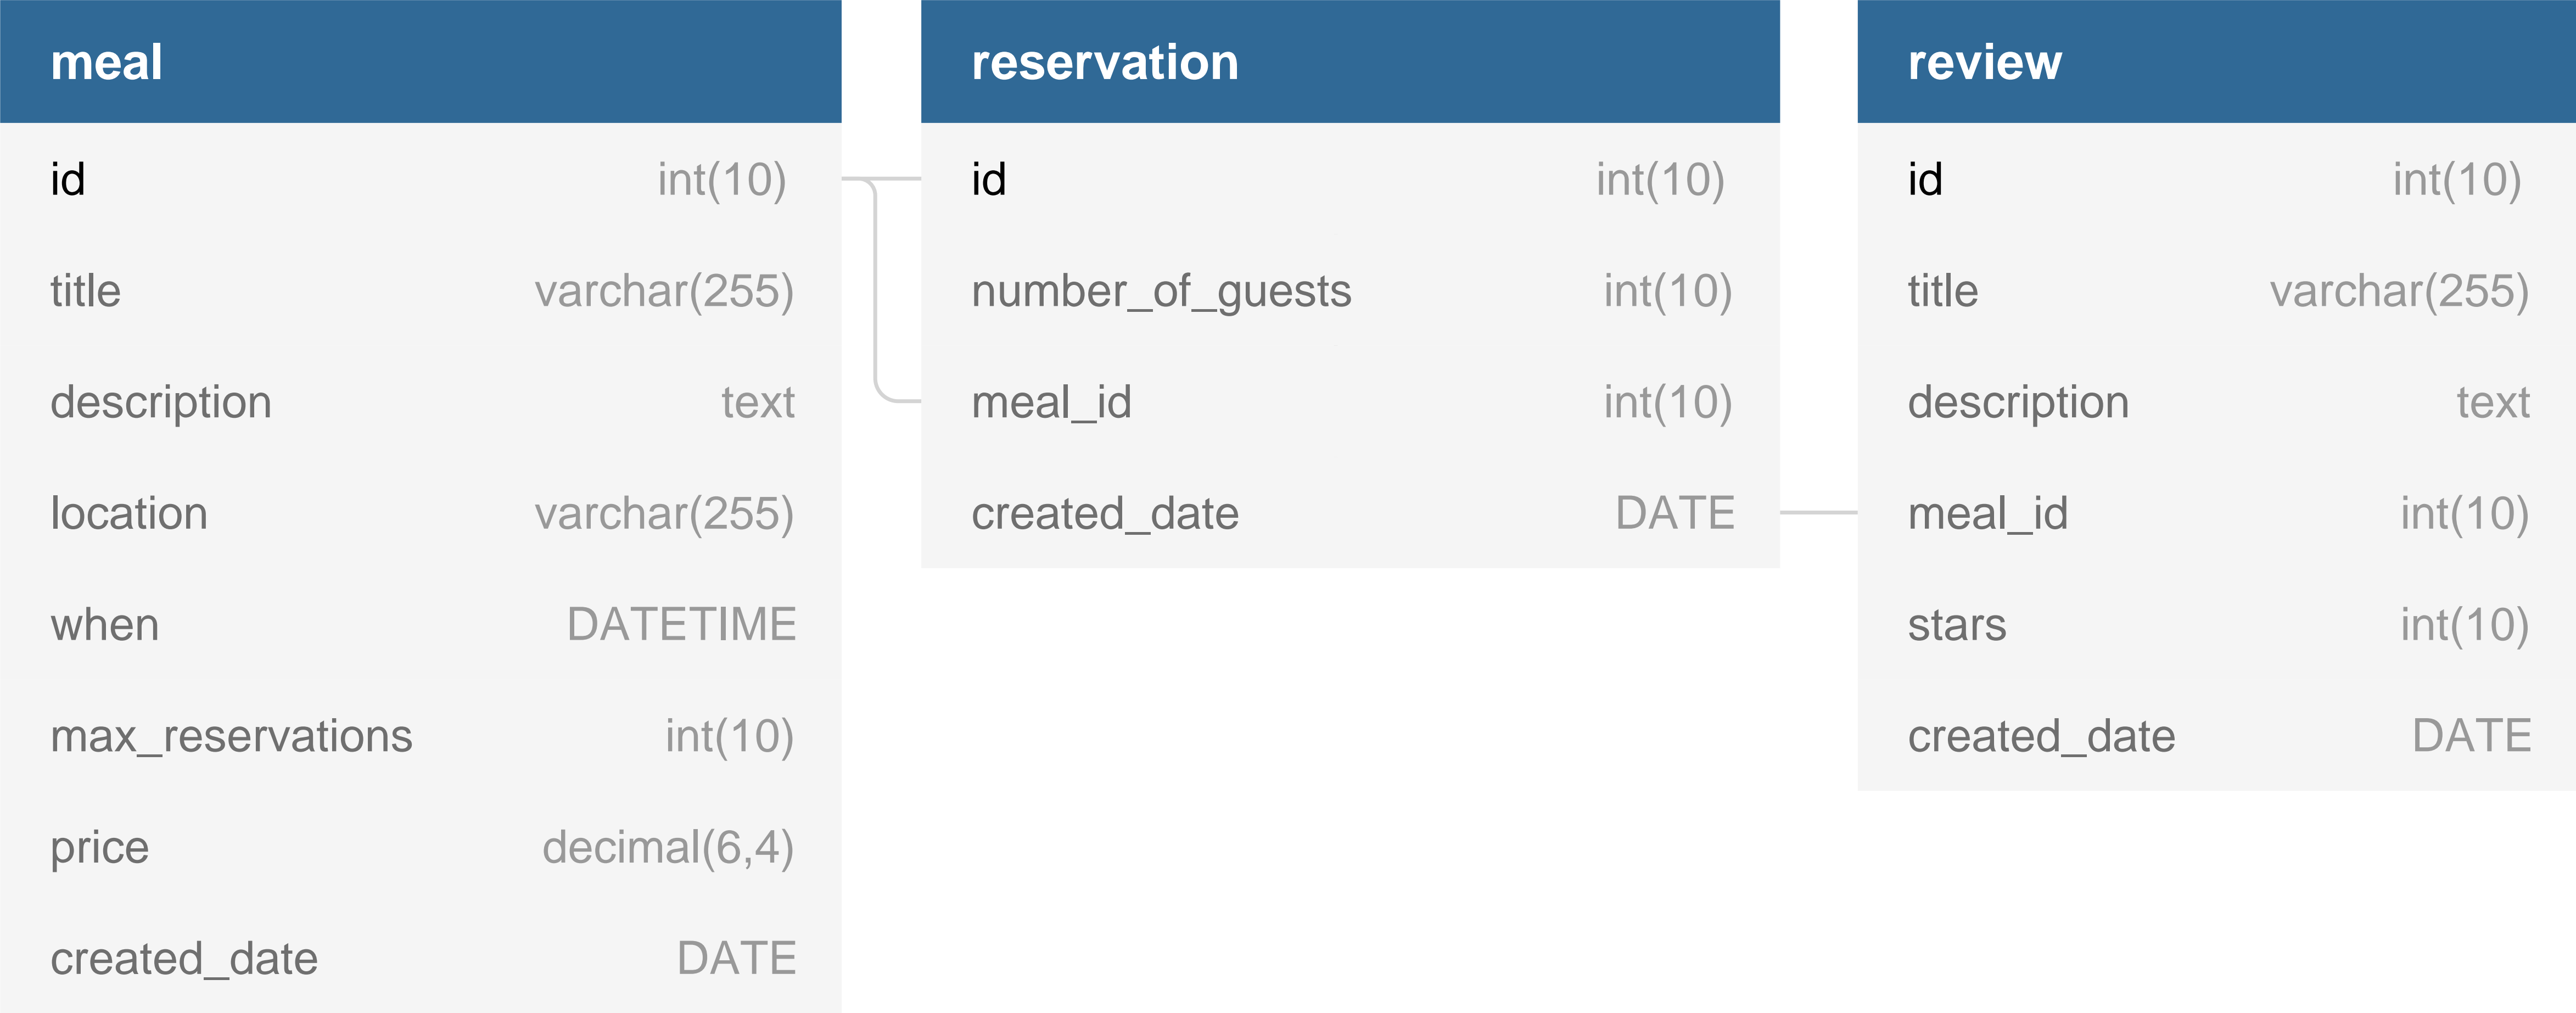 meal
id int(10)
title varchar(255)
description text
location varchar(255)
when DATETIME
max_reservations int(10)
price decimal(6,4)
created_date DATE
reservation
id int(10)
number_of_guests int(10)
meal_id int(10)
created_date DATE
review
id int(10)
title varchar(255)
description text
meal_id int(10)
stars int(10)
created_date DATE